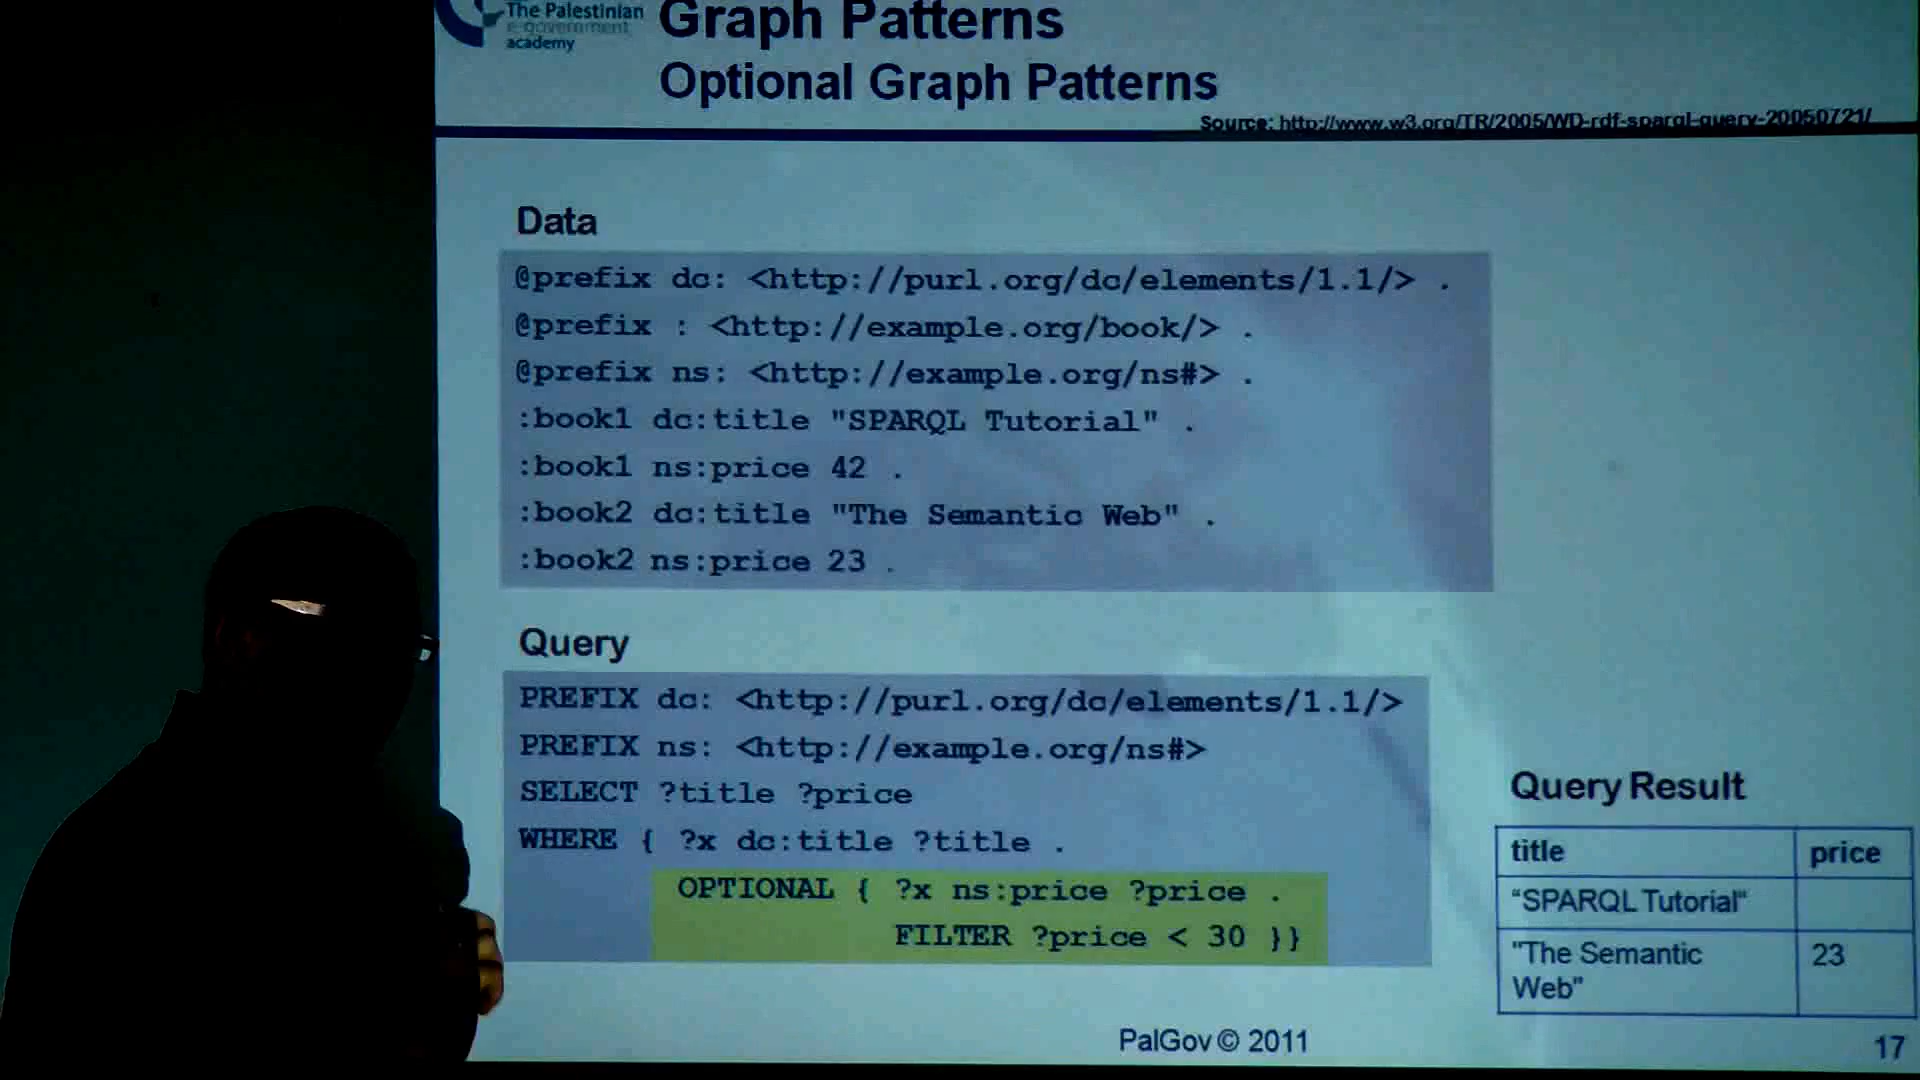 The Palestinian
e-government
academy
Graph Patterns
Optional Graph Patterns
Source: http://www.w3.org/TR/2005/WD-rdf-sparql-query-20050721/
Data
@prefix dc: <http://purl.org/dc/elements/1.1/> .
@prefix : <http://example.org/book/> .
@prefix ns: <http://example.org/ns#> .
:book1 dc:title "SPARQL Tutorial" .
:book1 ns:price 42 .
:book2 dc:title "The Semantic Web" .
:book2 ns:price 23 .
Query
PREFIX dc: <http://purl.org/dc/elements/1.1/>
PREFIX ns: <http://example.org/ns#>
SELECT ?title ?price
WHERE { ?x dc:title ?title .
OPTIONAL { ?x ns:price ?price .
FILTER ?price < 30 }}
Query Result
title price
“SPARQL Tutorial“
"The Semantic 23
Web"
PalGov © 2011
17